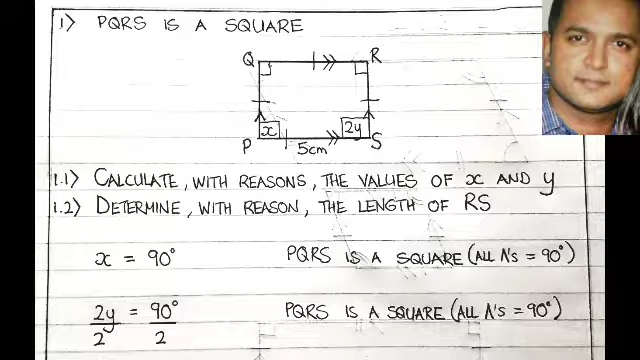 1) PQRS IS A SQUARE
Q R
x 2y
P 5cm S
1.1) CALCULATE, WITH REASONS, THE VALUES OF x AND y
1.2) DETERMINE, WITH REASON, THE LENGTH OF RS
x = 90° PQRS IS A SQUARE (ALL Λ'S = 90°)
2y = 90° PQRS IS A SQUARE (ALL Λ'S = 90°)
2 2